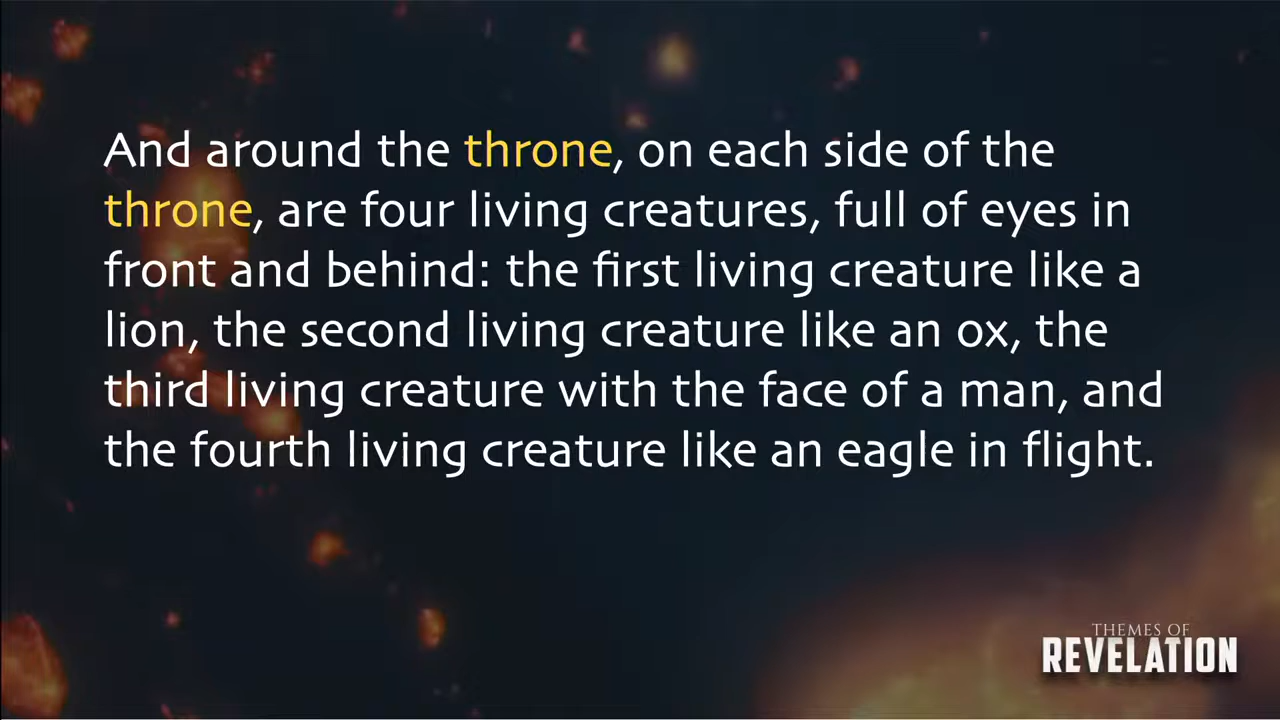 And around the throne, on each side of the
throne, are four living creatures, full of eyes in
front and behind: the first living creature like a
lion, the second living creature like an ox, the
third living creature with the face of a man, and
the fourth living creature like an eagle in flight.
THEMES OF
REVELATION